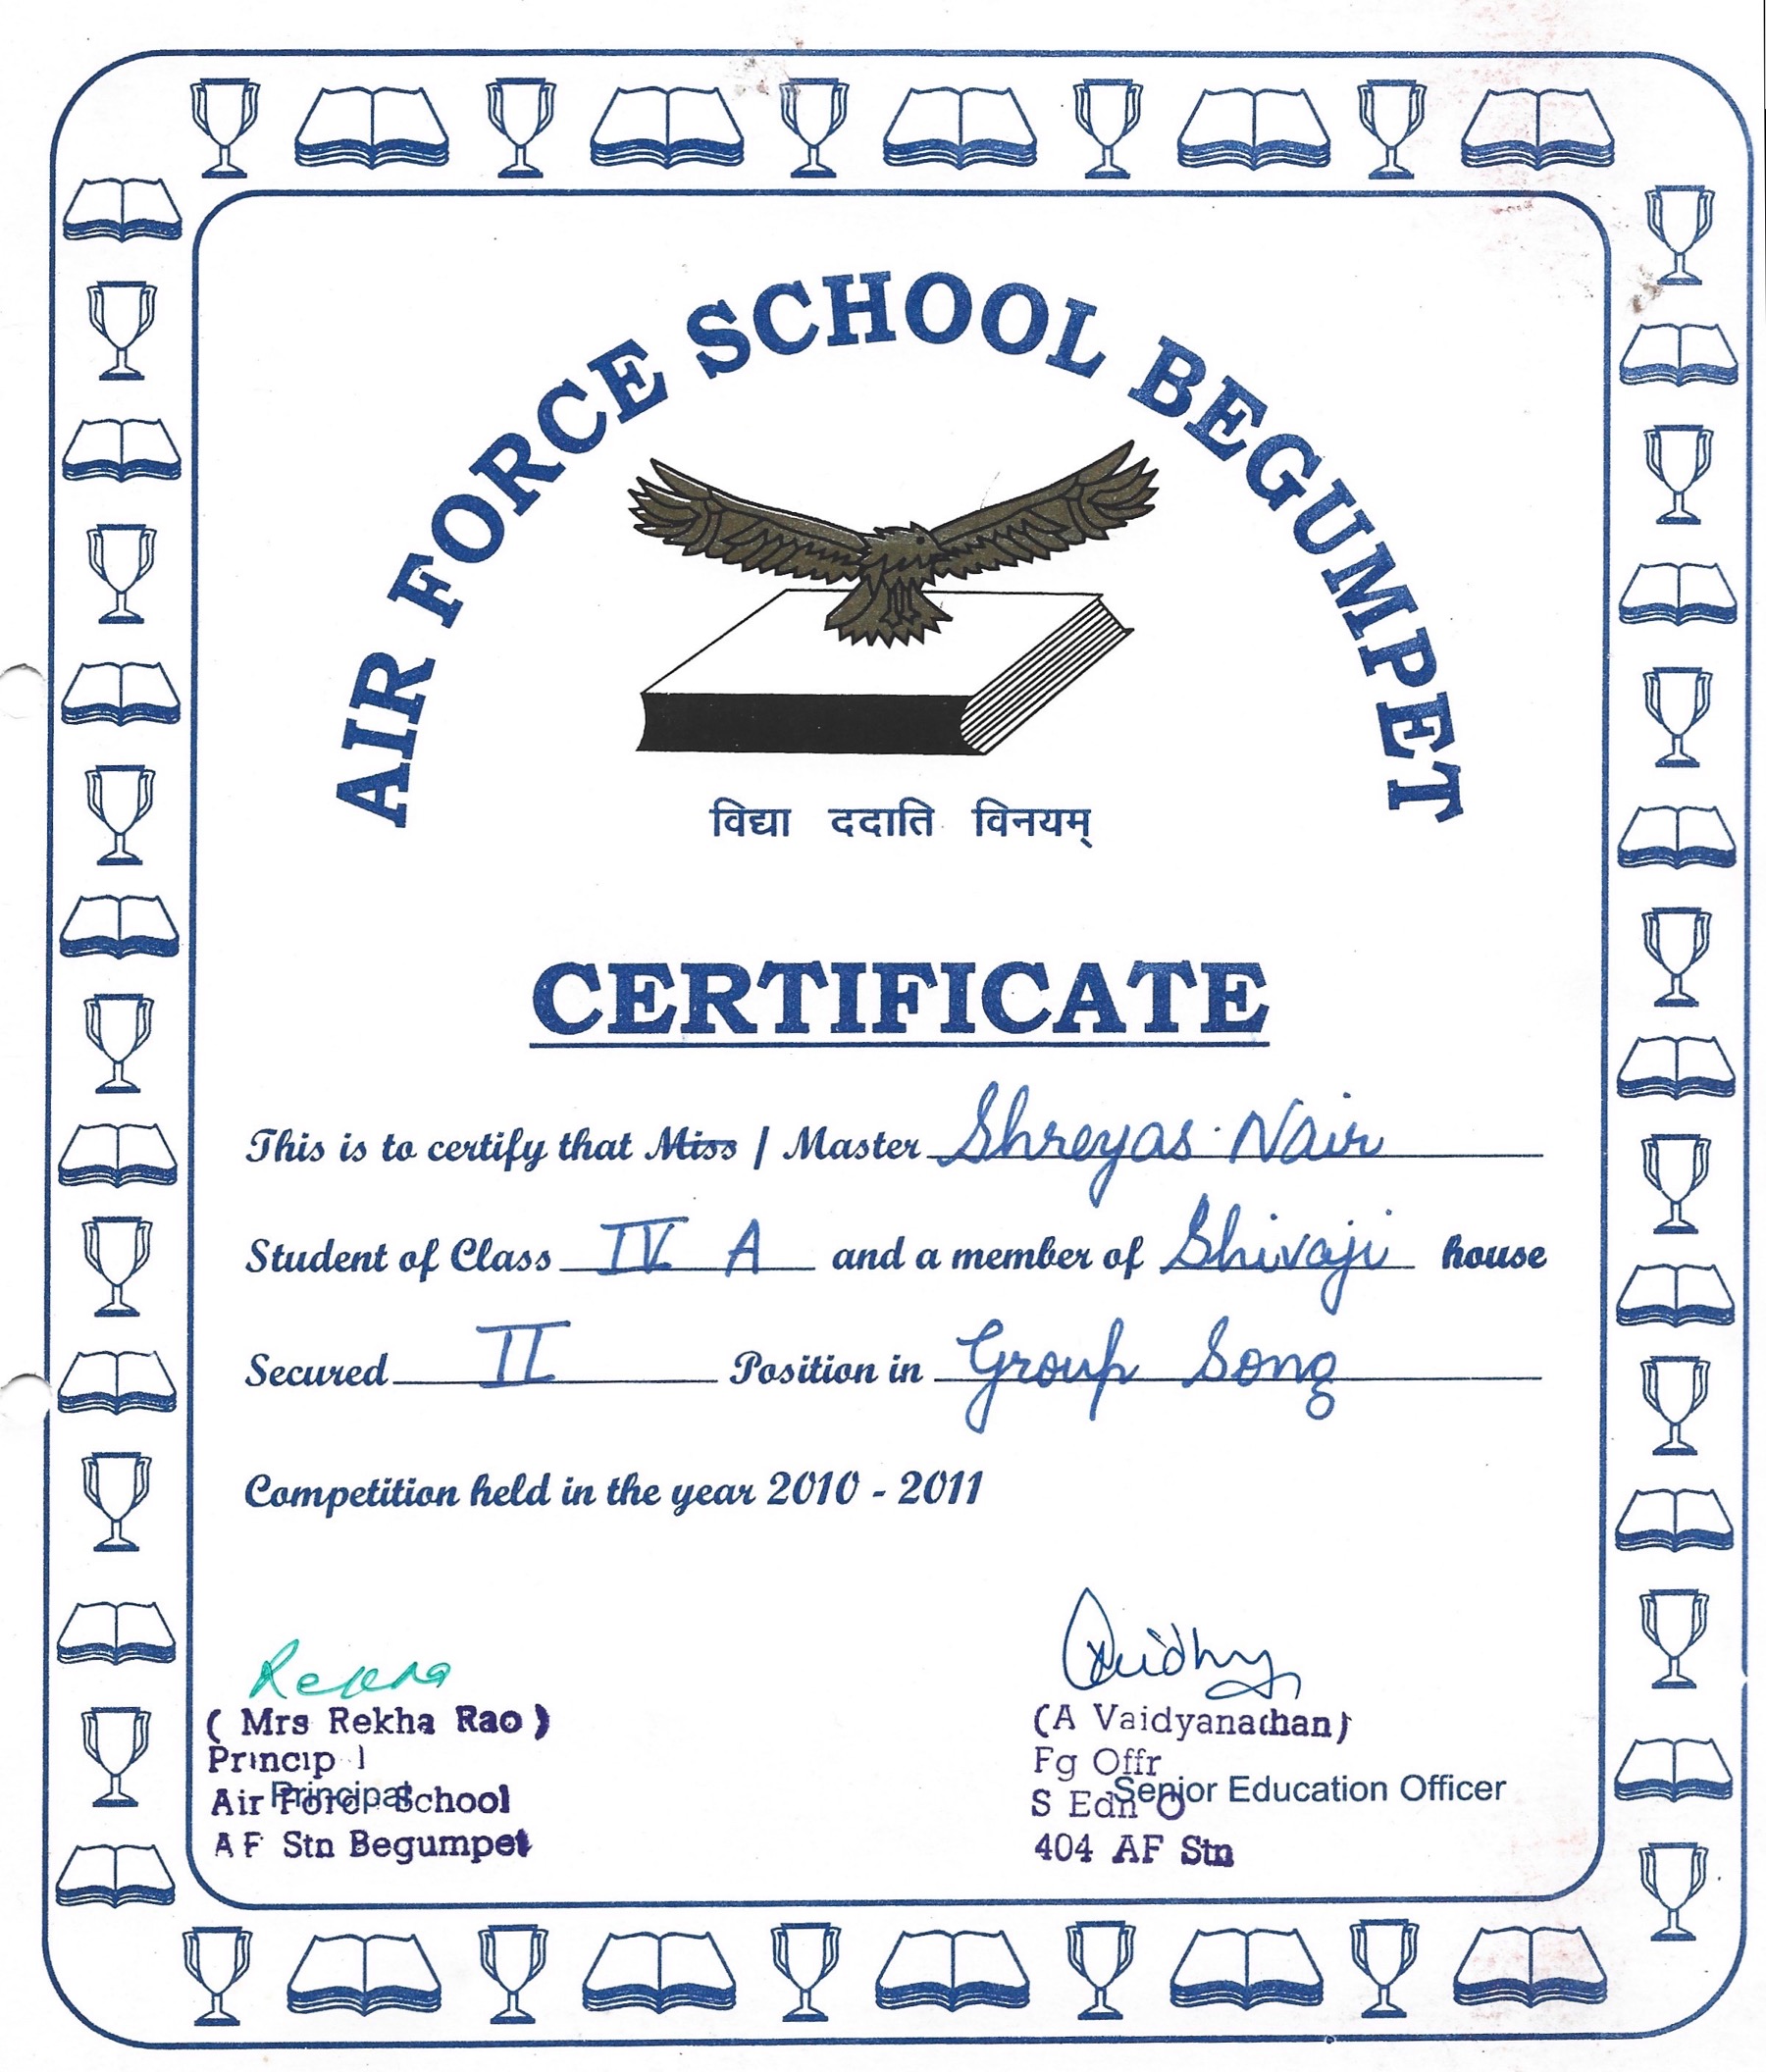 AIR FORCE SCHOOL BEGUMPET
विद्या ददाति विनयम्
CERTIFICATE
This is to certify that Miss / Master Shreyas Nair
Student of Class IV A and a member of Shivaji house
Secured II Position in Group Song
Competition held in the year 2010 - 2011
Rekha
(Mrs Rekha Rao)
Princip l
Principal
Air Force School
A F Stn Begumpet
(A Vaidyanathan)
Fg Offr
Senior Education Officer
S Edn O
404 AF Stn